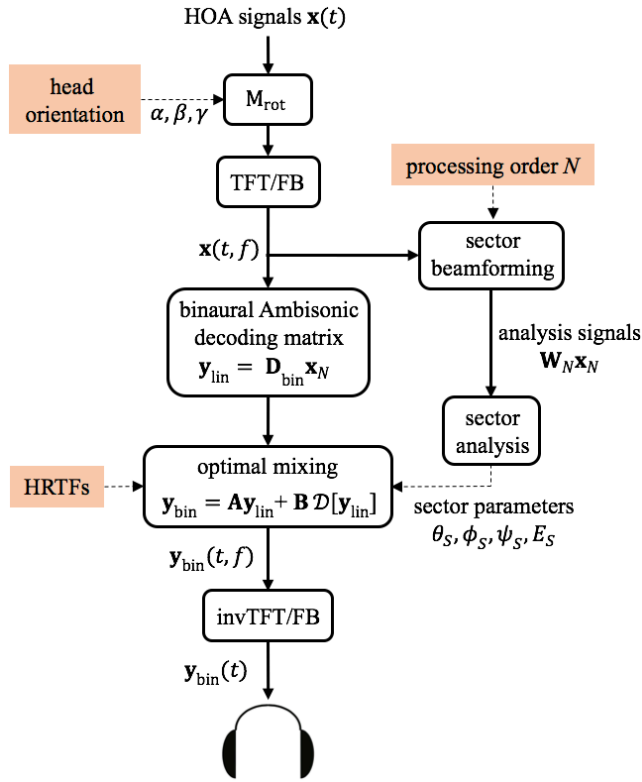 HOA signals 𝐱(t)
head
orientation
α, β, γ
M_rot
TFT/FB
processing order N
𝐱(t, f)
sector
beamforming
binaural Ambisonic
decoding matrix
𝐲_lin = 𝐃_bin 𝐱_N
analysis signals
𝐖_N 𝐱_N
sector
analysis
HRTFs
optimal mixing
𝐲_bin = 𝐀𝐲_lin + 𝐁 𝒟[𝐲_lin]
sector parameters
θ_S, ϕ_S, ψ_S, E_S
𝐲_bin(t, f)
invTFT/FB
𝐲_bin(t)